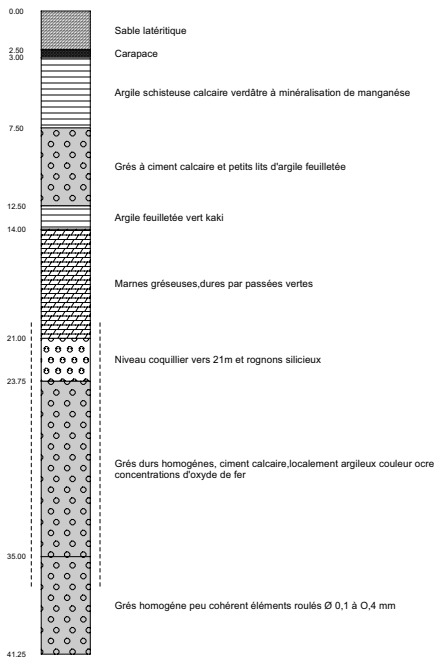 0.00
Sable latéritique
2.50
Carapace
3.00
Argile schisteuse calcaire verdâtre à minéralisation de manganése
7.50
Grés à ciment calcaire et petits lits d'argile feuilletée
12.50
Argile feuilletée vert kaki
14.00
Marnes gréseuses,dures par passées vertes
21.00
Niveau coquillier vers 21m et rognons silicieux
23.75
Grés durs homogènes, ciment calcaire,localement argileux couleur ocre
concentrations d'oxyde de fer
35.00
Grés homogéne peu cohérent éléments roulés Ø 0,1 à O,4 mm
41.25